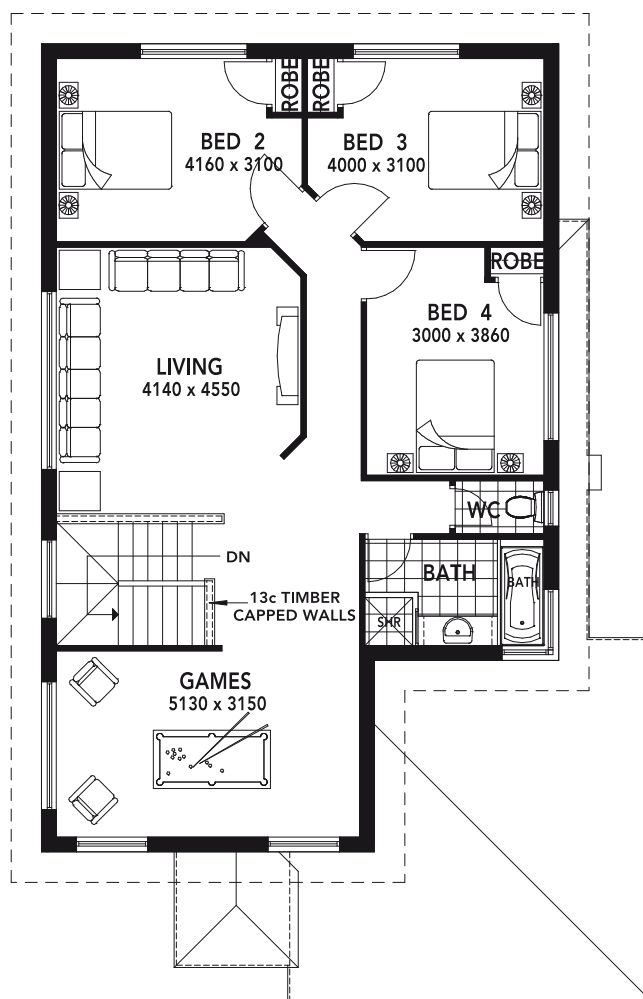 ROBE
ROBE
BED 2
4160 x 3100
BED 3
4000 x 3100
ROBE
BED 4
3000 x 3860
LIVING
4140 x 4550
WC
DN
BATH
BATH
13c TIMBER
CAPPED WALLS
SHR
GAMES
5130 x 3150